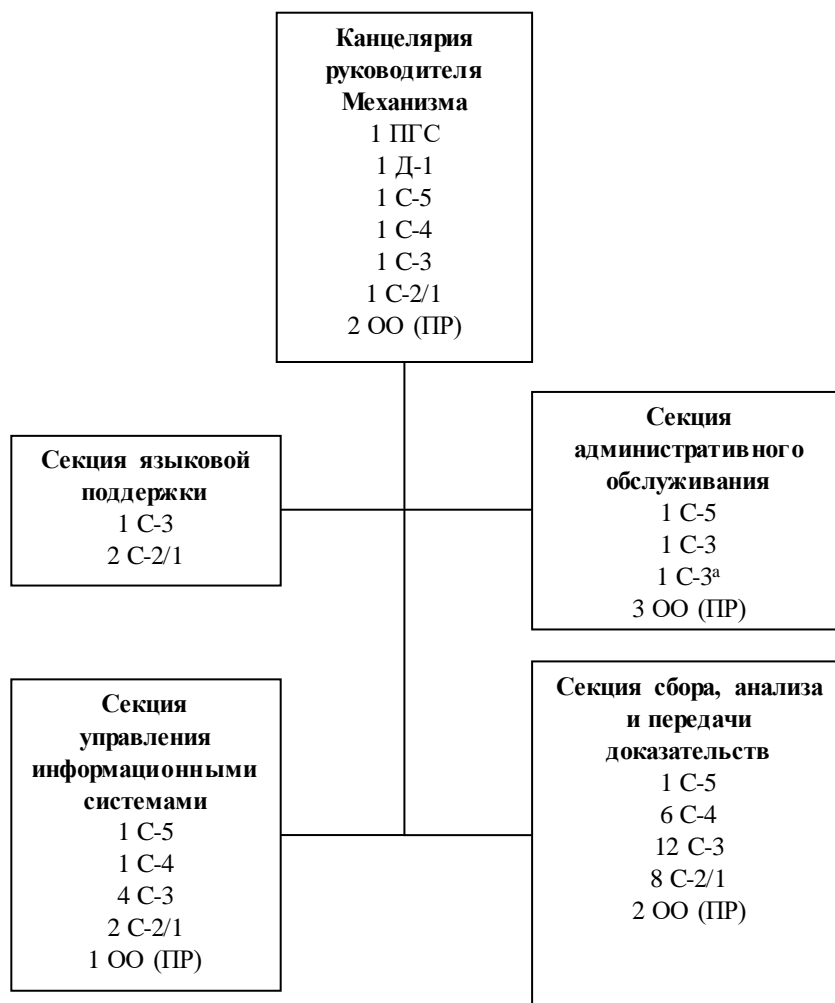 Канцелярия
руководителя
Механизма
1 ПГС
1 Д-1
1 С-5
1 С-4
1 С-3
1 С-2/1
2 ОО (ПР)
Секция языковой
поддержки
1 С-3
2 С-2/1
Секция
административного
обслуживания
1 С-5
1 С-3
1 С-3ᵃ
3 ОО (ПР)
Секция
управления
информационными
системами
1 С-5
1 С-4
4 С-3
2 С-2/1
1 ОО (ПР)
Секция сбора, анализа
и передачи
доказательств
1 С-5
6 С-4
12 С-3
8 С-2/1
2 ОО (ПР)